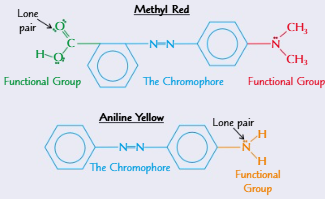 Methyl Red
Lone
pair
O
C
H-O
N=N
N
CH₃
CH₃
Functional Group
The Chromophore
Functional Group
Aniline Yellow
Lone pair
N=N
N
H
H
The Chromophore
Functional
Group